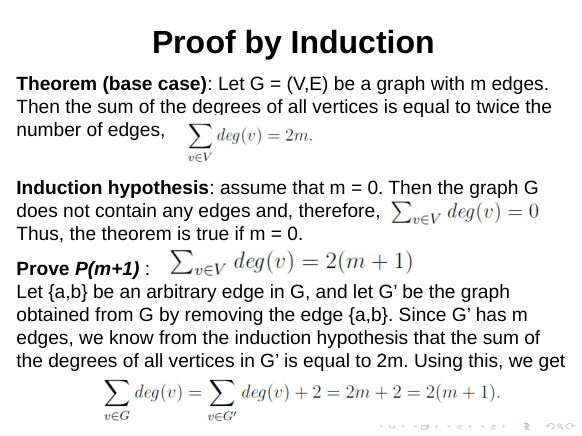 Proof by Induction
Theorem (base case): Let G = (V,E) be a graph with m edges.
Then the sum of the degrees of all vertices is equal to twice the
number of edges, ∑_{v∈V} deg(v) = 2m.
Induction hypothesis: assume that m = 0. Then the graph G
does not contain any edges and, therefore, ∑_{v∈V} deg(v) = 0
Thus, the theorem is true if m = 0.
Prove P(m+1) : ∑_{v∈V} deg(v) = 2(m + 1)
Let {a,b} be an arbitrary edge in G, and let G’ be the graph
obtained from G by removing the edge {a,b}. Since G’ has m
edges, we know from the induction hypothesis that the sum of
the degrees of all vertices in G’ is equal to 2m. Using this, we get
∑_{v∈G} deg(v) = ∑_{v∈G′} deg(v) + 2 = 2m + 2 = 2(m + 1).